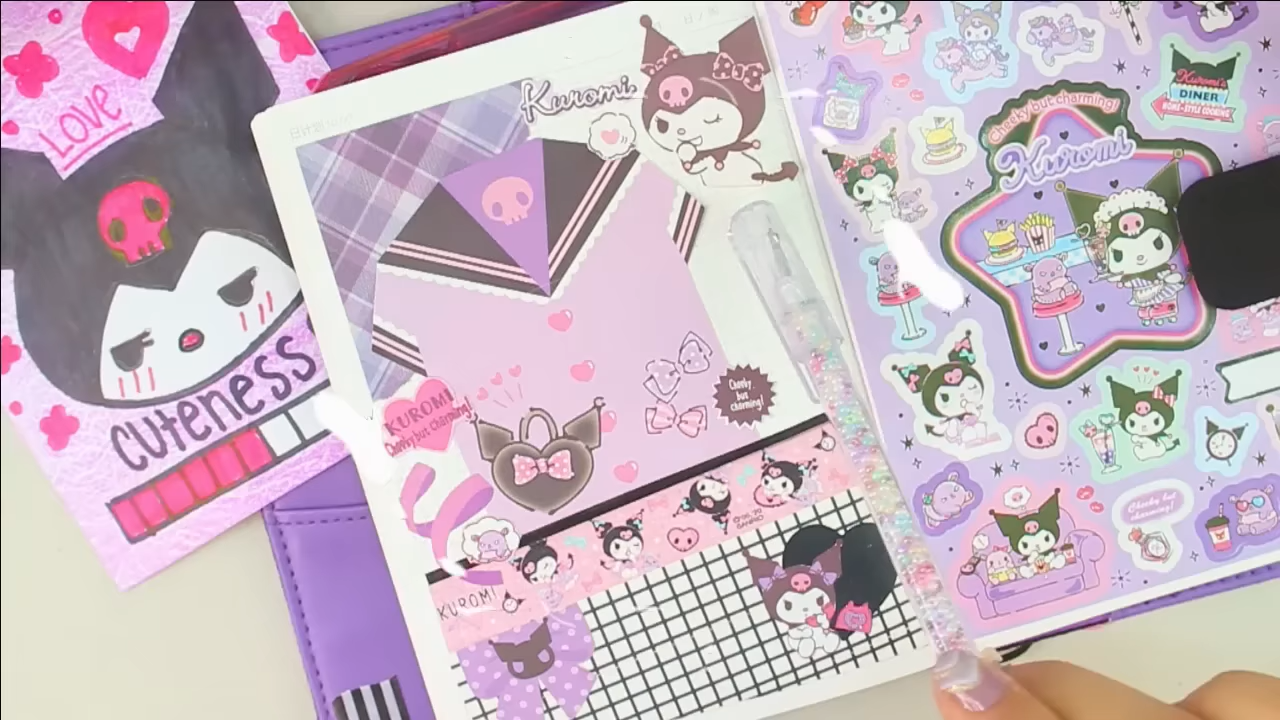 LOVE
cuteness
Kuromi
KUROMI
Cheeky but charming!
Cheeky
but
charming!
KUROMI
Cheeky but charming!
Kuromi
Kuromi's
DINER
HOME-STYLE COOKING
Cheeky but
charming!